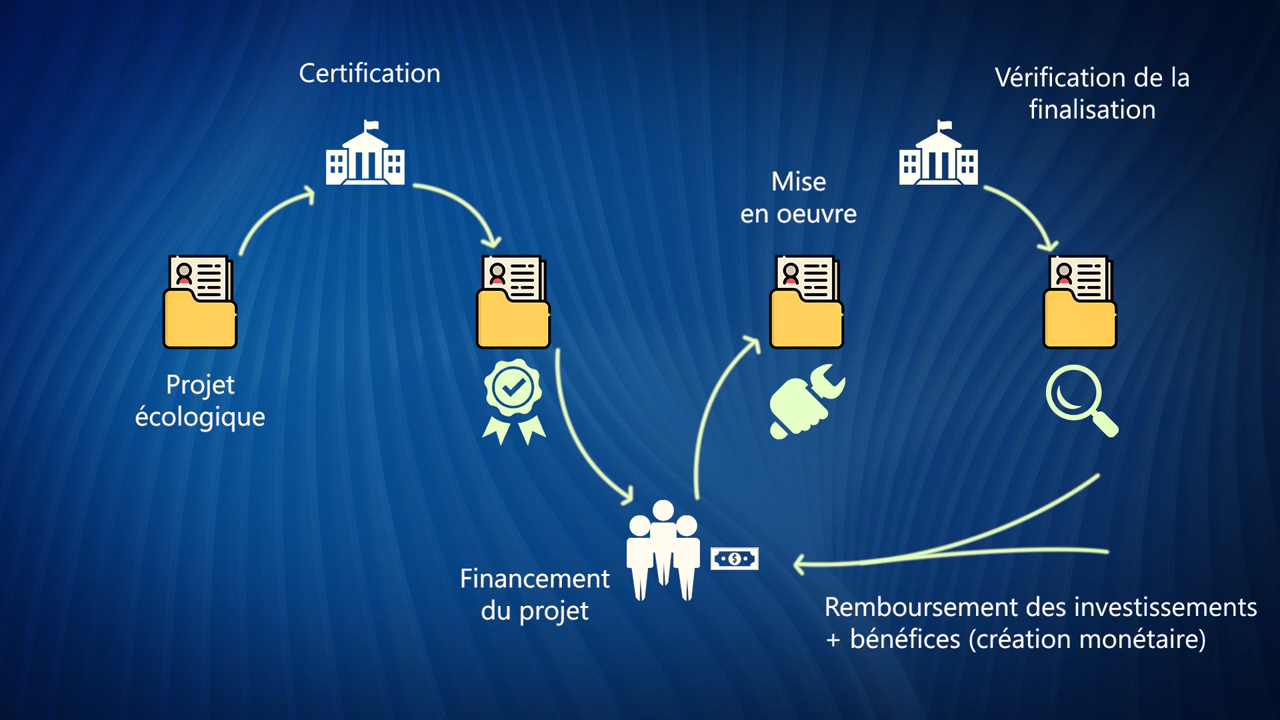 Certification
Vérification de la
finalisation
Mise
en oeuvre
Projet
écologique
Financement
du projet
Remboursement des investissements
+ bénéfices (création monétaire)